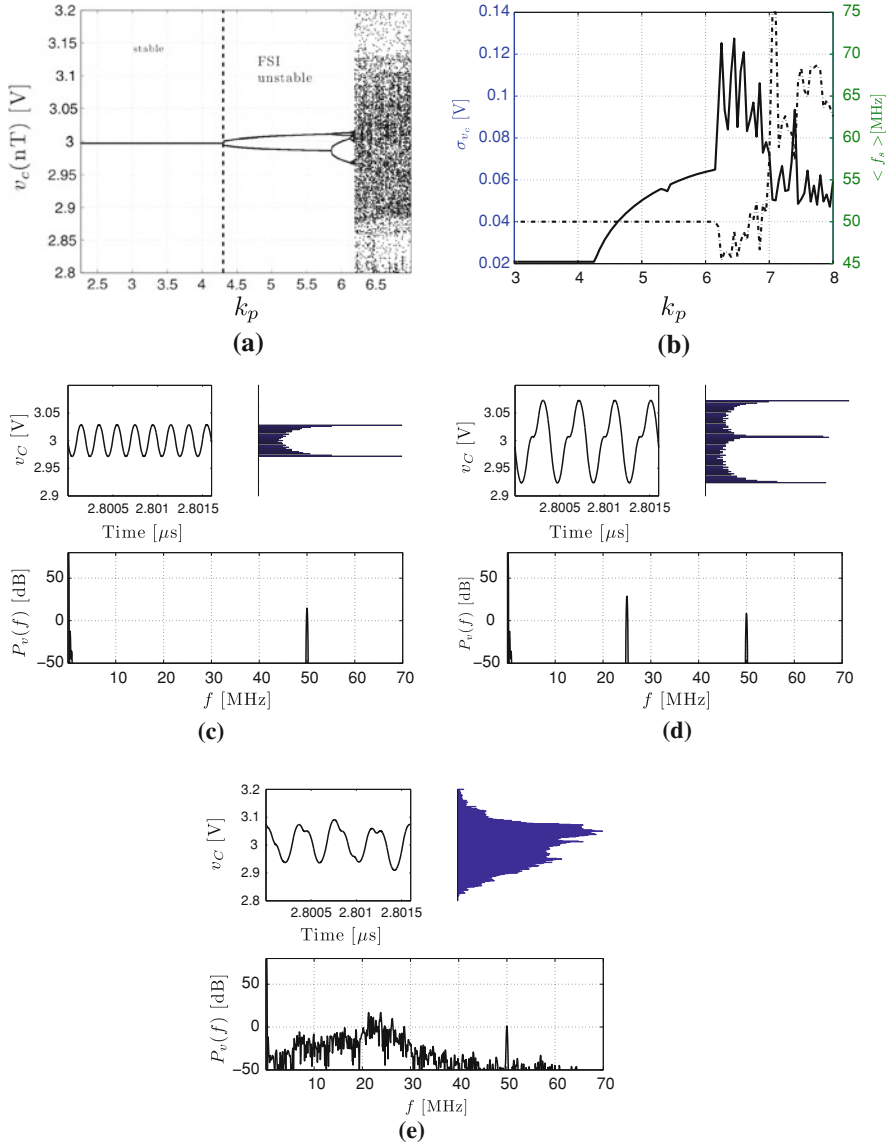 3.2
3.15
3.1
3.05
3
2.95
2.9
2.85
2.8
v_c(nT) [V]
stable
FSI
unstable
2.5 3 3.5 4 4.5 5 5.5 6 6.5
k_p
(a)
0.14
0.12
0.1
0.08
0.06
0.04
0.02
σ_{v_c}
[V]
75
70
65
60
55
50
45
< f_s >[MHz]
3 4 5 6 7 8
k_p
(b)
3.05
3
2.95
2.9
v_C [V]
2.8005 2.801 2.8015
Time [μs]
50
0
−50
P_v(f) [dB]
10 20 30 40 50 60 70
f [MHz]
(c)
3.05
3
2.95
2.9
v_C [V]
2.8005 2.801 2.8015
Time [μs]
50
0
−50
P_v(f) [dB]
10 20 30 40 50 60 70
f [MHz]
(d)
3.2
3.1
3
2.9
2.8
v_C [V]
2.8005 2.801 2.8015
Time [μs]
50
0
−50
P_v(f) [dB]
10 20 30 40 50 60 70
f [MHz]
(e)